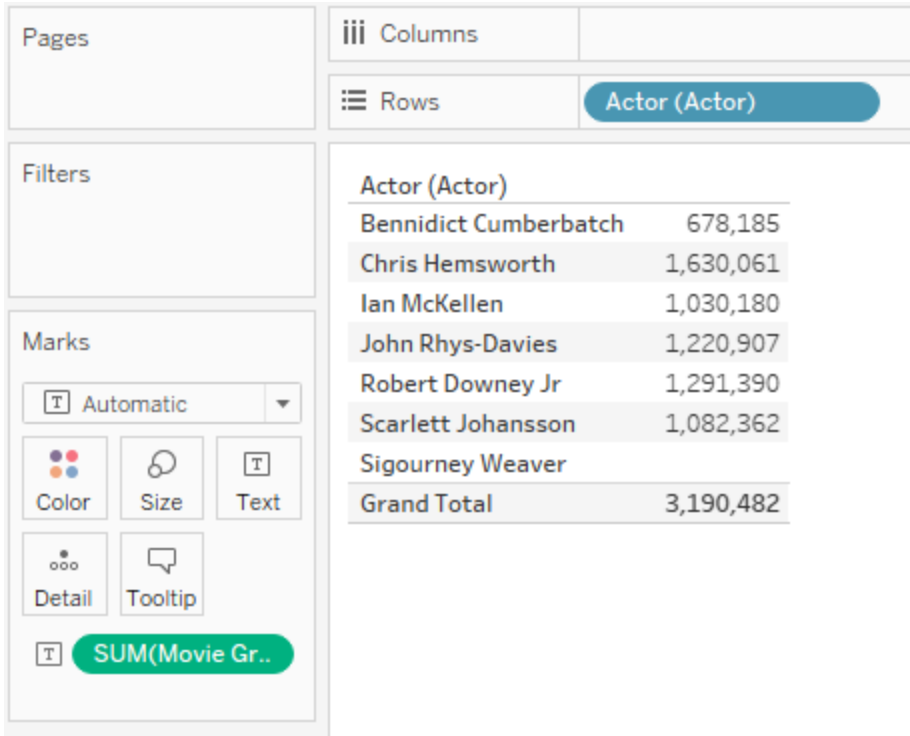 Pages
Columns
Rows
Actor (Actor)
Filters
Marks
Automatic
Color
Size
Text
Detail
Tooltip
SUM(Movie Gr..
Actor (Actor)
Bennidict Cumberbatch 678,185
Chris Hemsworth 1,630,061
Ian McKellen 1,030,180
John Rhys-Davies 1,220,907
Robert Downey Jr 1,291,390
Scarlett Johansson 1,082,362
Sigourney Weaver
Grand Total 3,190,482